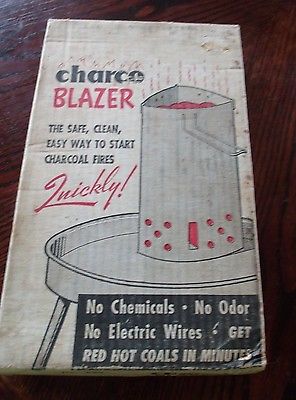 charco
BLAZER
THE SAFE, CLEAN,
EASY WAY TO START
CHARCOAL FIRES
Quickly!
No Chemicals • No Odor
No Electric Wires • GET
RED HOT COALS IN MINUTES